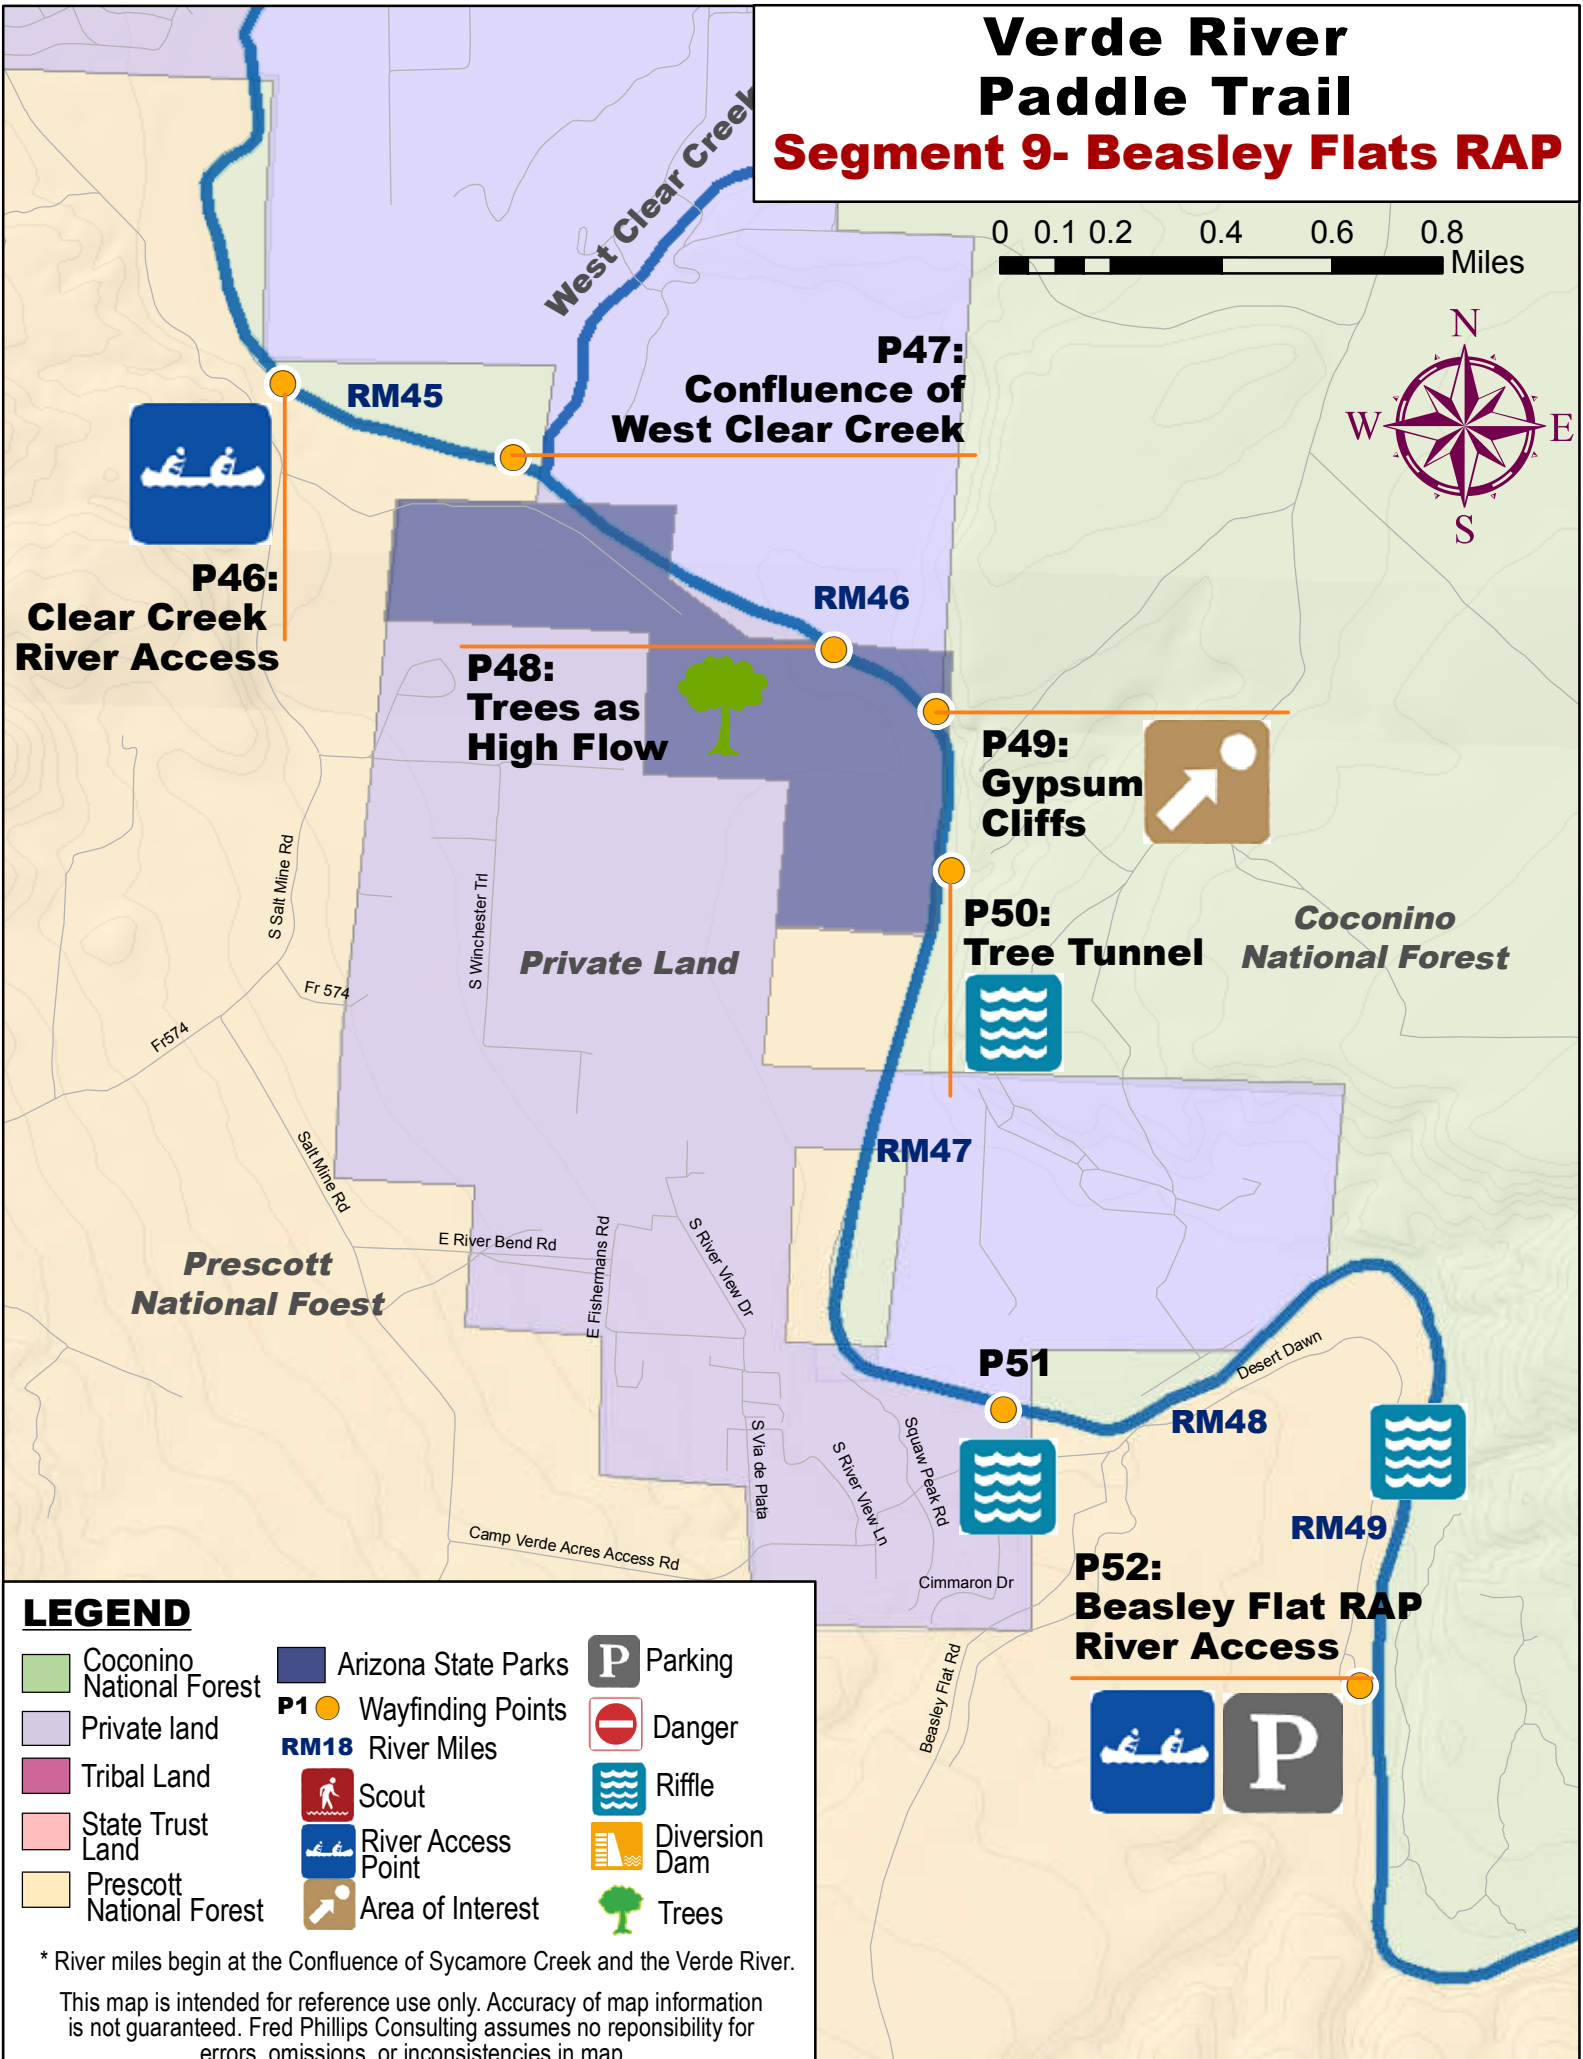 Verde River
Paddle Trail
Segment 9- Beasley Flats RAP
0 0.1 0.2 0.4 0.6 0.8
Miles
N
W E
S
West Clear Creek
P47:
Confluence of
West Clear Creek
RM45
P46:
Clear Creek
River Access
RM46
P48:
Trees as
High Flow
P49:
Gypsum
Cliffs
P50:
Tree Tunnel
Coconino
National Forest
S Salt Mine Rd
S Winchester Trl
Private Land
Fr 574
Fr574
Salt Mine Rd
RM47
Prescott
National Foest
E River Bend Rd
E Fishermans Rd
S River View Dr
P51
Desert Dawn
RM48
S Via de Plata
S River View Ln
Squaw Peak Rd
Camp Verde Acres Access Rd
Cimmaron Dr
RM49
P52:
Beasley Flat RAP
River Access
P
Beasley Flat Rd
LEGEND
Coconino
National Forest
Private land
Tribal Land
State Trust
Land
Prescott
National Forest
Arizona State Parks
P1 Wayfinding Points
RM18 River Miles
Scout
River Access
Point
Area of Interest
P Parking
Danger
Riffle
Diversion
Dam
Trees
* River miles begin at the Confluence of Sycamore Creek and the Verde River.
This map is intended for reference use only. Accuracy of map information
is not guaranteed. Fred Phillips Consulting assumes no reponsibility for
errors, omissions, or inconsistencies in map.